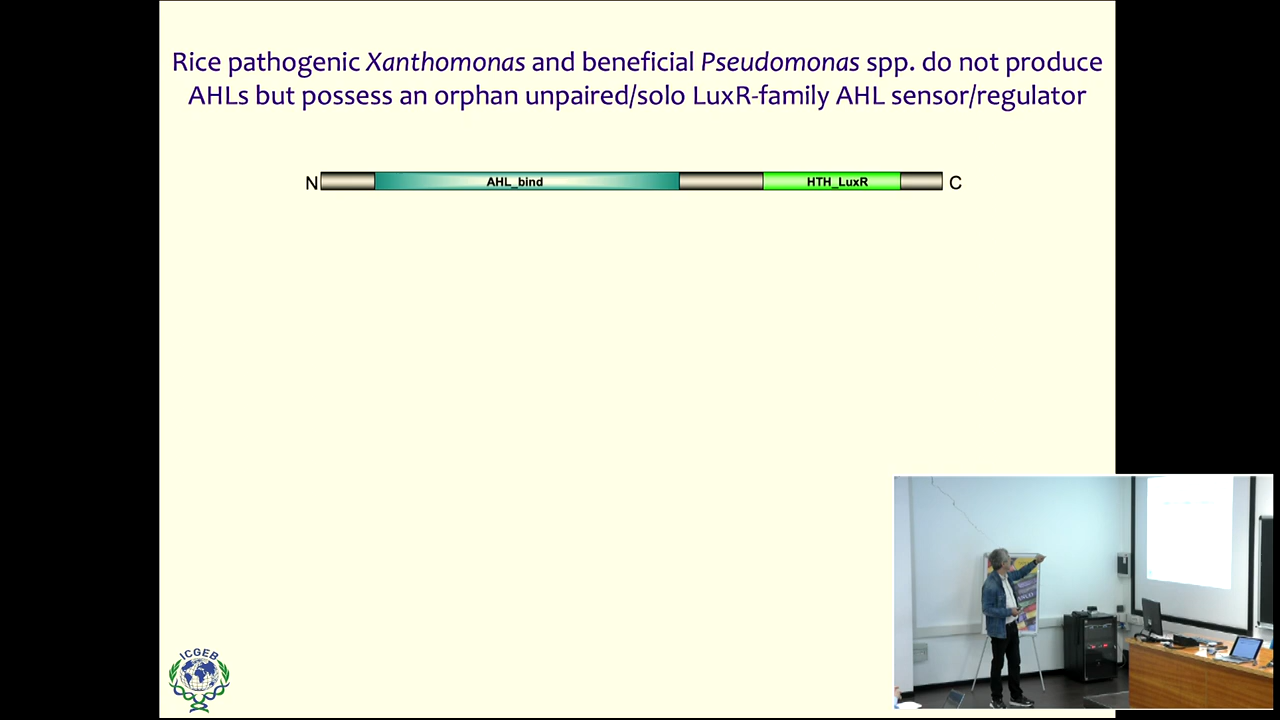 Rice pathogenic Xanthomonas and beneficial Pseudomonas spp. do not produce
AHLs but possess an orphan unpaired/solo LuxR-family AHL sensor/regulator
N AHL_bind HTH_LuxR C
ICGEB